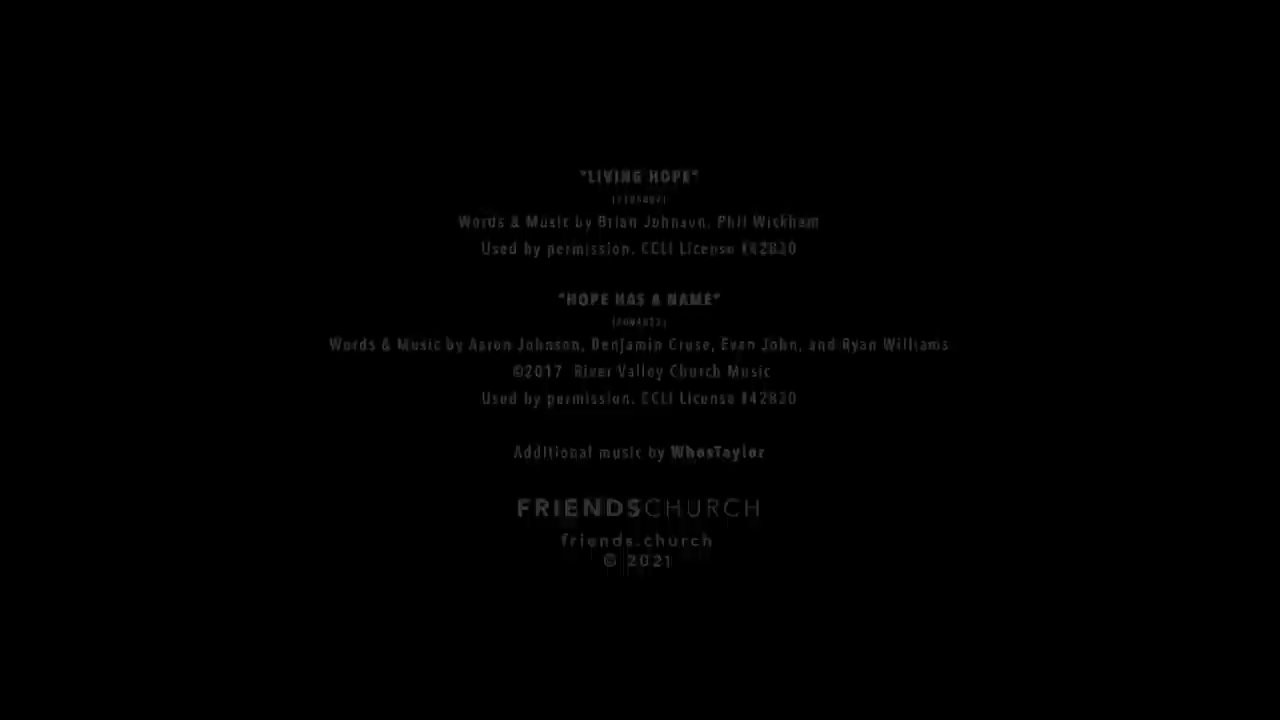 "LIVING HOPE"
Words & Music by Brian Johnson, Phil Wickham
Used by permission. CCLI License #42830
"HOPE HAS A NAME"
Words & Music by Aaron Johnson, Benjamin Cruse, Evan John, and Ryan Williams
©2017 River Valley Church Music
Used by permission. CCLI License #42830
Additional music by WhosTaylor
FRIENDSCHURCH
friends.church
© 2021